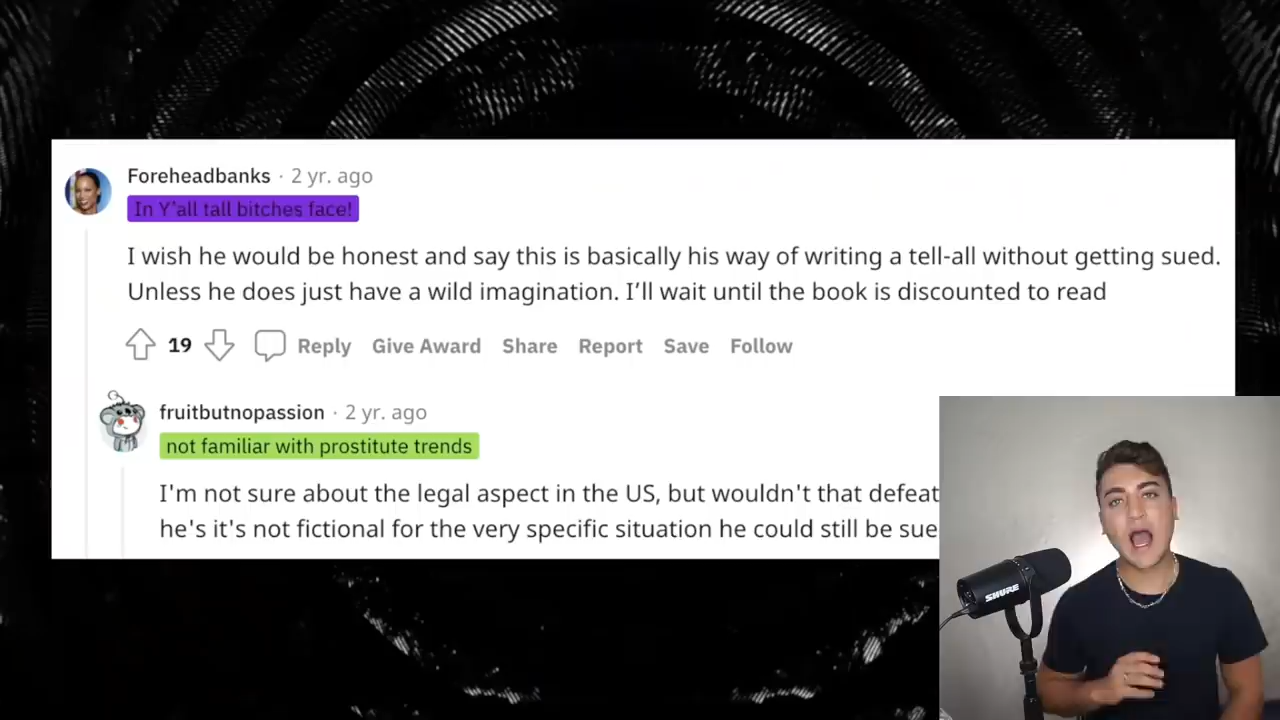 Foreheadbanks · 2 yr. ago
In Y'all tall bitches face!
I wish he would be honest and say this is basically his way of writing a tell-all without getting sued.
Unless he does just have a wild imagination. I'll wait until the book is discounted to read
19 Reply Give Award Share Report Save Follow
fruitbutnopassion · 2 yr. ago
not familiar with prostitute trends
I'm not sure about the legal aspect in the US, but wouldn't that defeat
he's it's not fictional for the very specific situation he could still be sue
SHURE